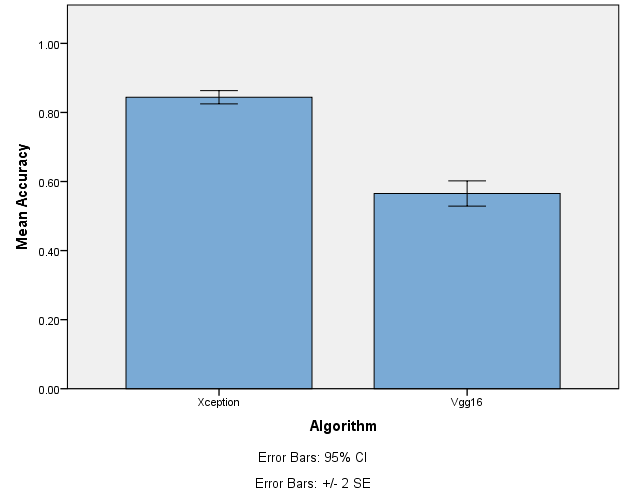 Mean Accuracy
1.00
0.80
0.60
0.40
0.20
0.00
Xception
Vgg16
Algorithm
Error Bars: 95% CI
Error Bars: +/- 2 SE